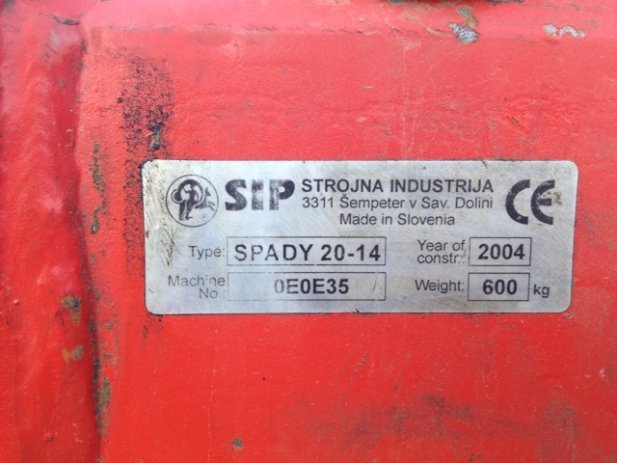 SIP STROJNA INDUSTRIJA
3311 Šempeter v Sav. Dolini
Made in Slovenia
CE
Type: SPADY 20-14
Year of constr.: 2004
Machine No.: 0E0E35
Weight: 600 kg